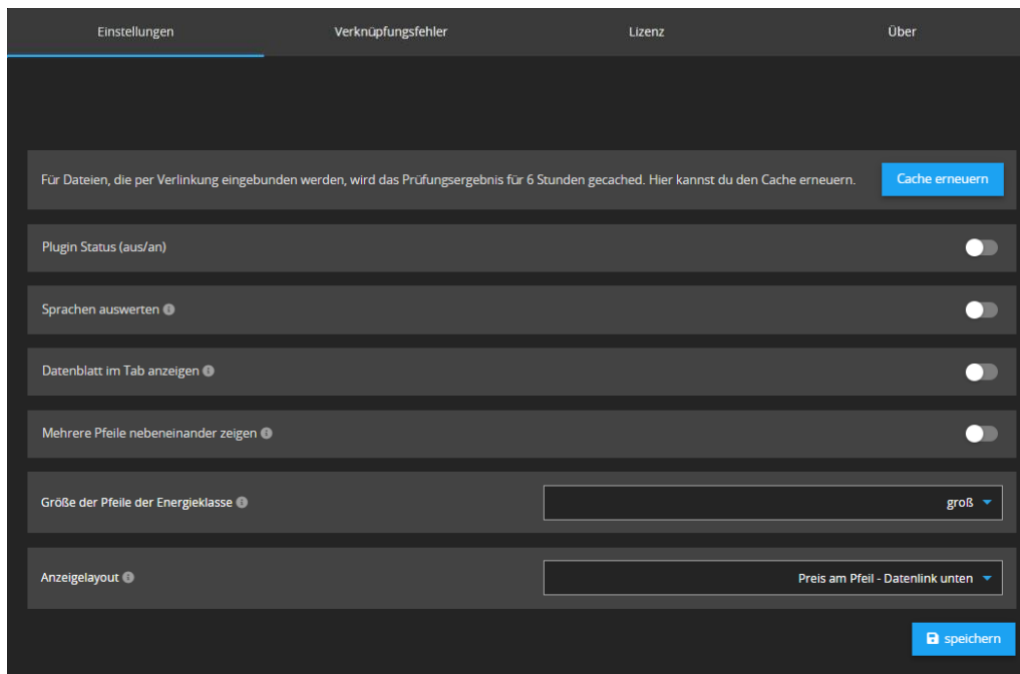 Einstellungen Verknüpfungsfehler Lizenz Über
Für Dateien, die per Verlinkung eingebunden werden, wird das Prüfungsergebnis für 6 Stunden gecached. Hier kannst du den Cache erneuern. Cache erneuern
Plugin Status (aus/an)
Sprachen auswerten
Datenblatt im Tab anzeigen
Mehrere Pfeile nebeneinander zeigen
Größe der Pfeile der Energieklasse groß
Anzeigelayout Preis am Pfeil - Datenlink unten
speichern